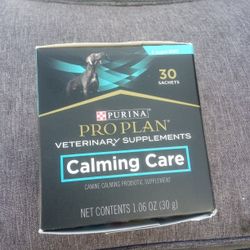 30
SACHETS
PURINA
PRO PLAN®
VETERINARY SUPPLEMENTS
Calming Care
CANINE CALMING PROBIOTIC SUPPLEMENT
NET CONTENTS 1.06 OZ (30 g)